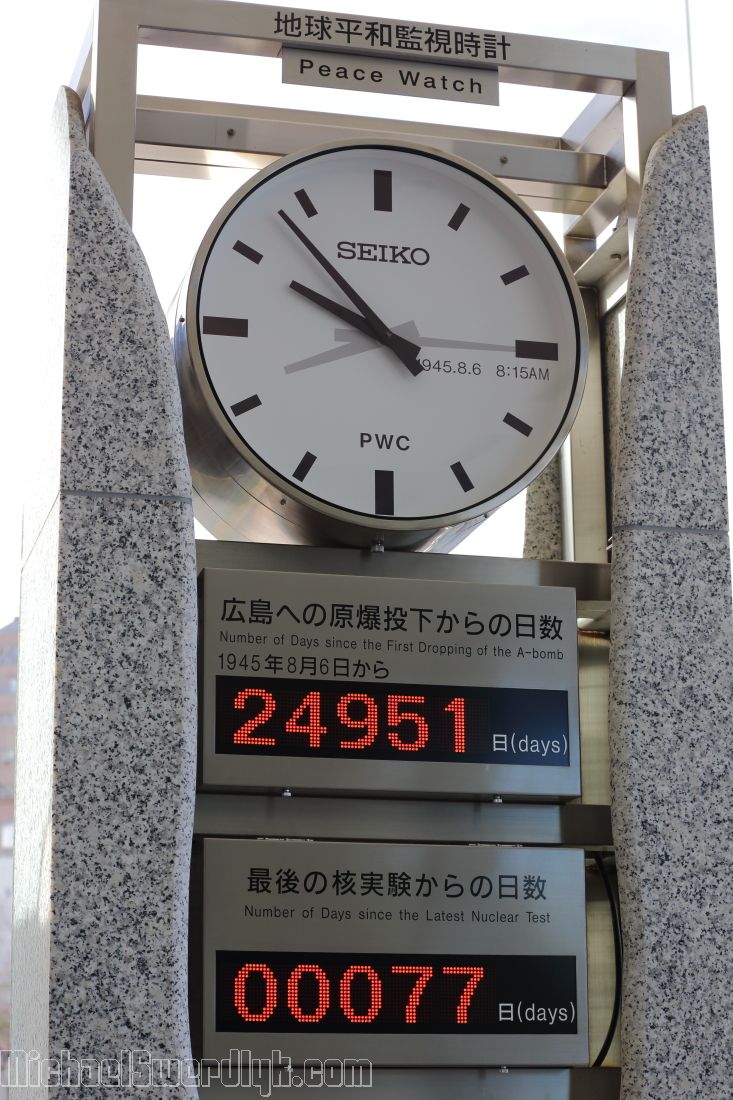 地球平和監視時計
Peace Watch
SEIKO
1945.8.6 8:15AM
PWC
広島への原爆投下からの日数
Number of Days since the First Dropping of the A-bomb
1945年8月6日から
24951 日(days)
最後の核実験からの日数
Number of Days since the Latest Nuclear Test
00077 日(days)
MichaelSwerdlyk.com